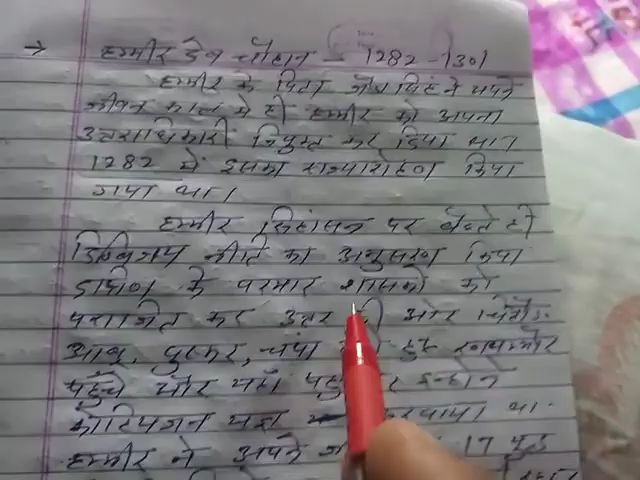 → हम्मीर देव चौहान - 1282 - 1301
हम्मीर के पिता जैत्रसिंह ने अपने
जीवन काल मे ही हम्मीर को अपना
उत्तराधिकारी नियुक्त कर दिया था।
1282 मे इसका राज्यारोहण किया
गया था।
हम्मीर सिंहासन पर बैठते ही
दिग्विजय नीति का अनुसरण किया
दक्षिण के परमार शासको को
पराजित कर उत्तर की ओर चित्तौड़
आबू, पुष्कर, चंपा रणथम्भौर
पहुँचे और यहाँ उन्होने
कोटियजन यज्ञ करवाया था
हम्मीर ने अपने 17 युद्ध